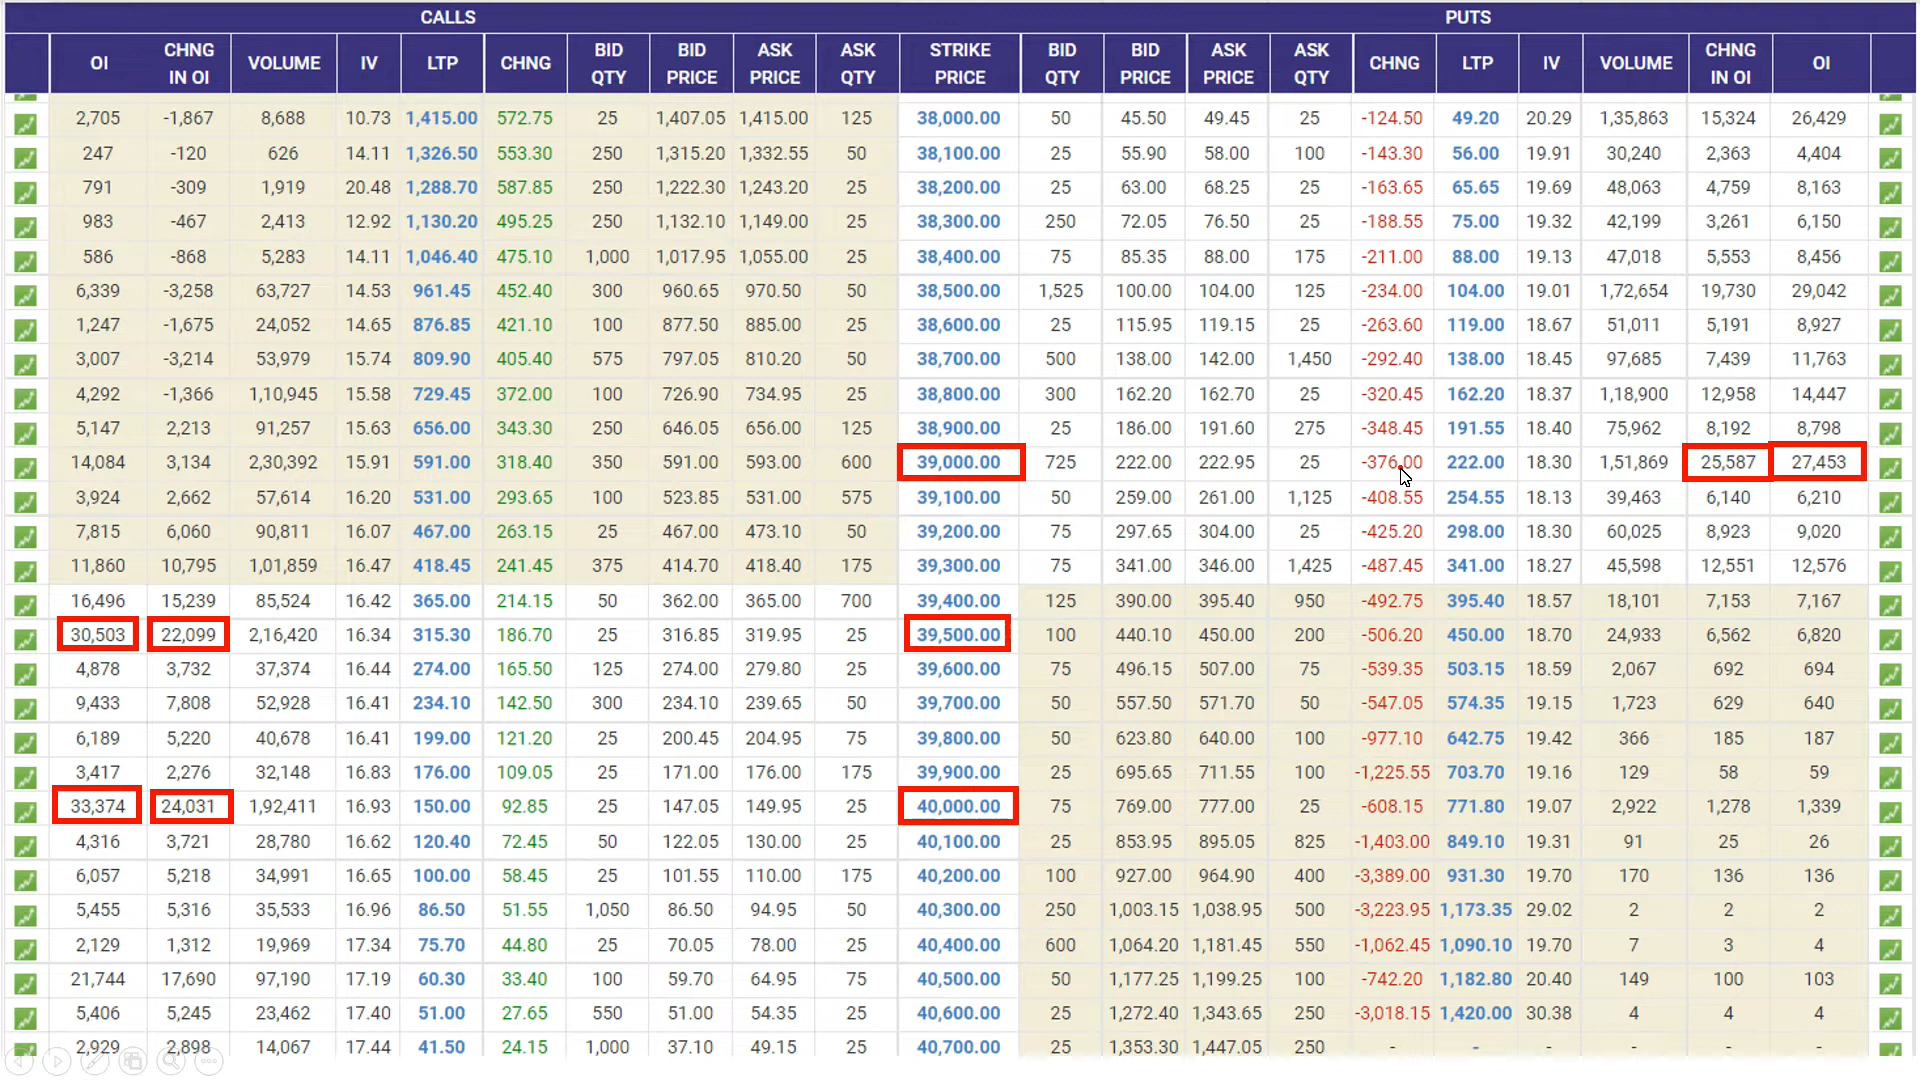 CALLS PUTS
OI CHNG IN OI VOLUME IV LTP CHNG BID QTY BID PRICE ASK PRICE ASK QTY STRIKE PRICE BID QTY BID PRICE ASK PRICE ASK QTY CHNG LTP IV VOLUME CHNG IN OI OI
2,705 -1,867 8,688 10.73 1,415.00 572.75 25 1,407.05 1,415.00 125 38,000.00 50 45.50 49.45 25 -124.50 49.20 20.29 1,35,863 15,324 26,429
247 -120 626 14.11 1,326.50 553.30 250 1,315.20 1,332.55 50 38,100.00 25 55.90 58.00 100 -143.30 56.00 19.91 30,240 2,363 4,404
791 -309 1,919 20.48 1,288.70 587.85 250 1,222.30 1,243.20 25 38,200.00 25 63.00 68.25 25 -163.65 65.65 19.69 48,063 4,759 8,163
983 -467 2,413 12.92 1,130.20 495.25 250 1,132.10 1,149.00 25 38,300.00 250 72.05 76.50 25 -188.55 75.00 19.32 42,199 3,261 6,150
586 -868 5,283 14.11 1,046.40 475.10 1,000 1,017.95 1,055.00 25 38,400.00 75 85.35 88.00 175 -211.00 88.00 19.13 47,018 5,553 8,456
6,339 -3,258 63,727 14.53 961.45 452.40 300 960.65 970.50 50 38,500.00 1,525 100.00 104.00 125 -234.00 104.00 19.01 1,72,654 19,730 29,042
1,247 -1,675 24,052 14.65 876.85 421.10 100 877.50 885.00 25 38,600.00 25 115.95 119.15 25 -263.60 119.00 18.67 51,011 5,191 8,927
3,007 -3,214 53,979 15.74 809.90 405.40 575 797.05 810.20 50 38,700.00 500 138.00 142.00 1,450 -292.40 138.00 18.45 97,685 7,439 11,763
4,292 -1,366 1,10,945 15.58 729.45 372.00 100 726.90 734.95 25 38,800.00 300 162.20 162.70 25 -320.45 162.20 18.37 1,18,900 12,958 14,447
5,147 2,213 91,257 15.63 656.00 343.30 250 646.05 656.00 125 38,900.00 25 186.00 191.60 275 -348.45 191.55 18.40 75,962 8,192 8,798
14,084 3,134 2,30,392 15.91 591.00 318.40 350 591.00 593.00 600 39,000.00 725 222.00 222.95 25 -376.00 222.00 18.30 1,51,869 25,587 27,453
3,924 2,662 57,614 16.20 531.00 293.65 100 523.85 531.00 575 39,100.00 50 259.00 261.00 1,125 -408.55 254.55 18.13 39,463 6,140 6,210
7,815 6,060 90,811 16.07 467.00 263.15 25 467.00 473.10 50 39,200.00 75 297.65 304.00 25 -425.20 298.00 18.30 60,025 8,923 9,020
11,860 10,795 1,01,859 16.47 418.45 241.45 375 414.70 418.40 175 39,300.00 75 341.00 346.00 1,425 -487.45 341.00 18.27 45,598 12,551 12,576
16,496 15,239 85,524 16.42 365.00 214.15 50 362.00 365.00 700 39,400.00 125 390.00 395.40 950 -492.75 395.40 18.57 18,101 7,153 7,167
30,503 22,099 2,16,420 16.34 315.30 186.70 25 316.85 319.95 25 39,500.00 100 440.10 450.00 200 -506.20 450.00 18.70 24,933 6,562 6,820
4,878 3,732 37,374 16.44 274.00 165.50 125 274.00 279.80 25 39,600.00 75 496.15 507.00 75 -539.35 503.15 18.59 2,067 692 694
9,433 7,808 52,928 16.41 234.10 142.50 300 234.10 239.65 50 39,700.00 50 557.50 571.70 50 -547.05 574.35 19.15 1,723 629 640
6,189 5,220 40,678 16.41 199.00 121.20 25 200.45 204.95 75 39,800.00 50 623.80 640.00 100 -977.10 642.75 19.42 366 185 187
3,417 2,276 32,148 16.83 176.00 109.05 25 171.00 176.00 175 39,900.00 25 695.65 711.55 100 -1,225.55 703.70 19.16 129 58 59
33,374 24,031 1,92,411 16.93 150.00 92.85 25 147.05 149.95 25 40,000.00 75 769.00 777.00 25 -608.15 771.80 19.07 2,922 1,278 1,339
4,316 3,721 28,780 16.62 120.40 72.45 50 122.05 130.00 25 40,100.00 25 853.95 895.05 825 -1,403.00 849.10 19.31 91 25 26
6,057 5,218 34,991 16.65 100.00 58.45 25 101.55 110.00 175 40,200.00 100 927.00 964.90 400 -3,389.00 931.30 19.70 170 136 136
5,455 5,316 35,533 16.96 86.50 51.55 1,050 86.50 94.95 50 40,300.00 250 1,003.15 1,038.95 500 -3,223.95 1,173.35 29.02 2 2 2
2,129 1,312 19,969 17.34 75.70 44.80 25 70.05 78.00 25 40,400.00 600 1,064.20 1,181.45 550 -1,062.45 1,090.10 19.70 7 3 4
21,744 17,690 97,190 17.19 60.30 33.40 100 59.70 64.95 75 40,500.00 50 1,177.25 1,199.25 100 -742.20 1,182.80 20.40 149 100 103
5,406 5,245 23,462 17.40 51.00 27.65 550 51.00 54.35 25 40,600.00 25 1,272.40 1,343.65 250 -3,018.15 1,420.00 30.38 4 4 4
2,929 2,898 14,067 17.44 41.50 24.15 1,000 37.10 49.15 25 40,700.00 25 1,353.30 1,447.05 250 - - - - - -